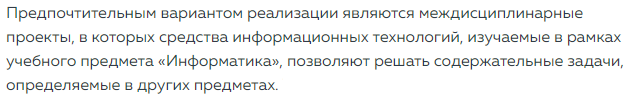 Предпочтительным вариантом реализации являются междисциплинарные
проекты, в которых средства информационных технологий, изучаемые в рамках
учебного предмета «Информатика», позволяют решать содержательные задачи,
определяемые в других предметах.